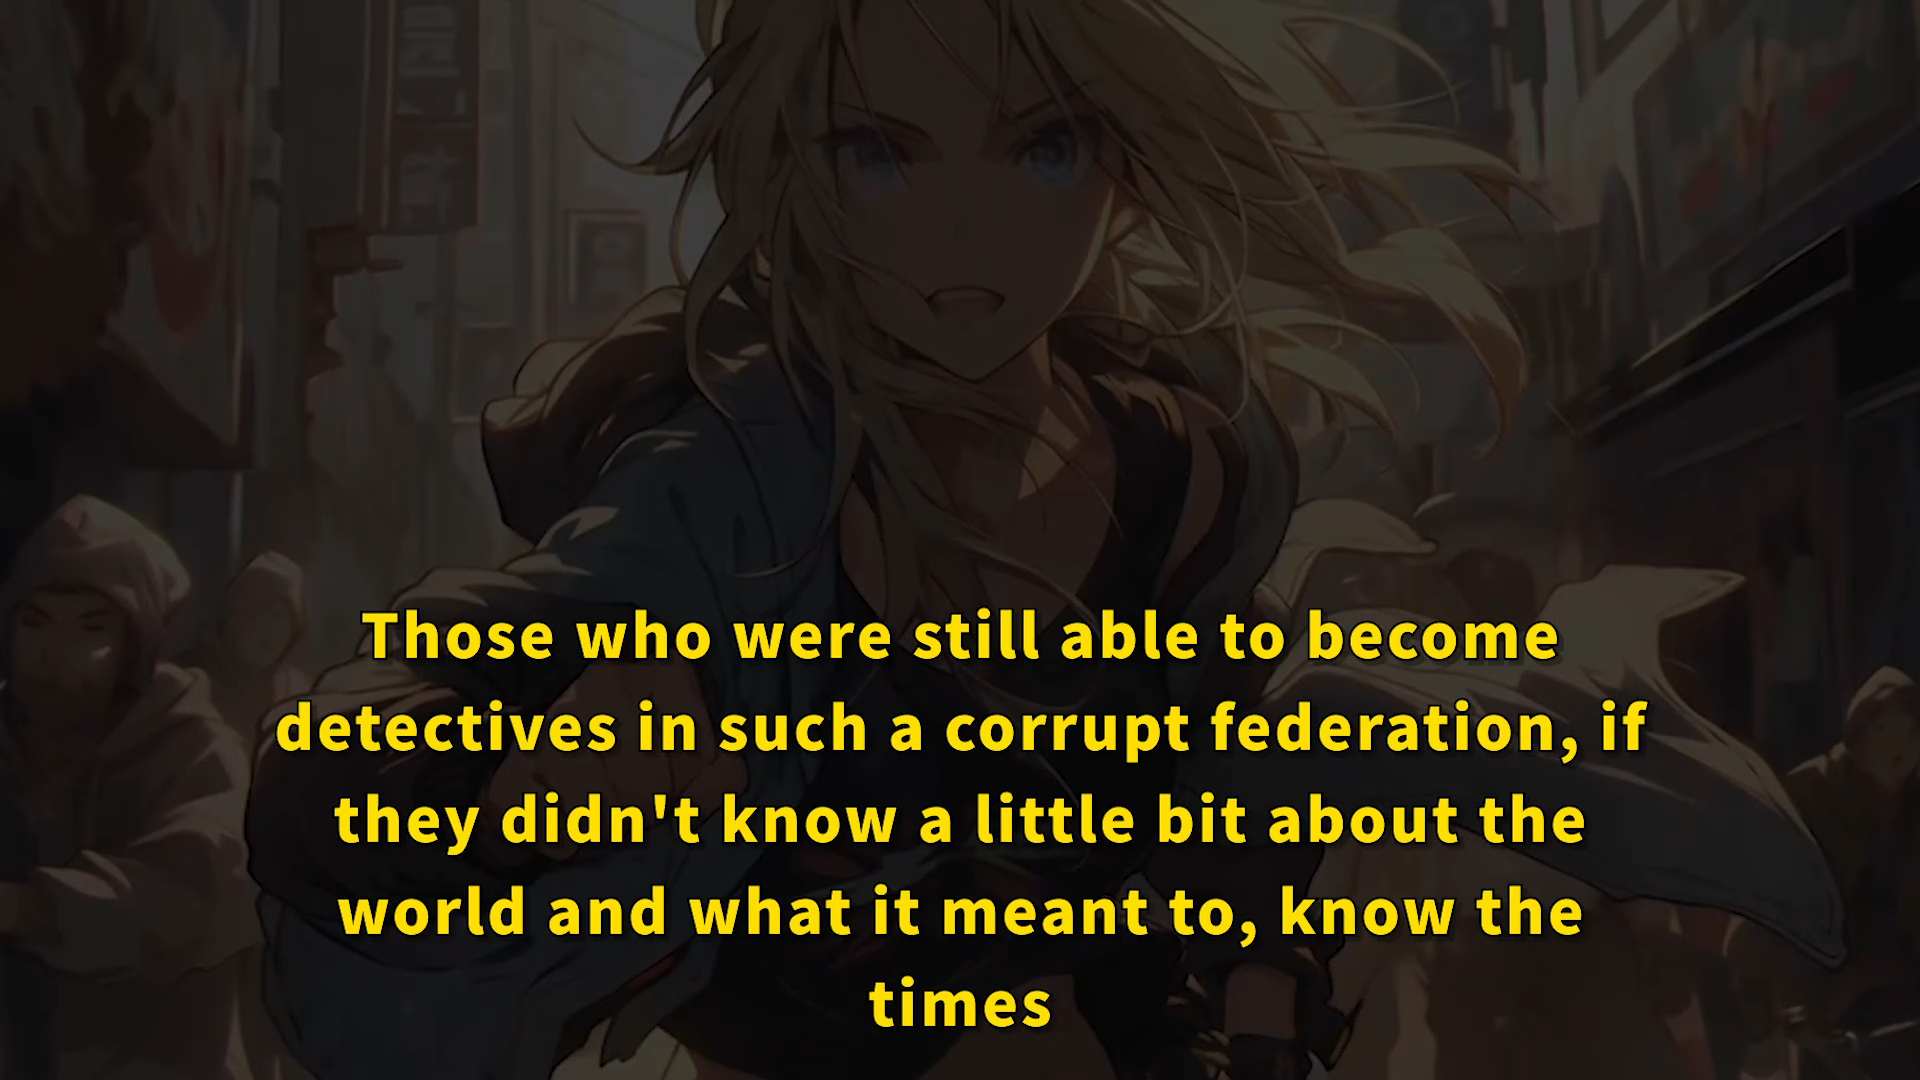 Those who were still able to become
detectives in such a corrupt federation, if
they didn't know a little bit about the
world and what it meant to, know the
times